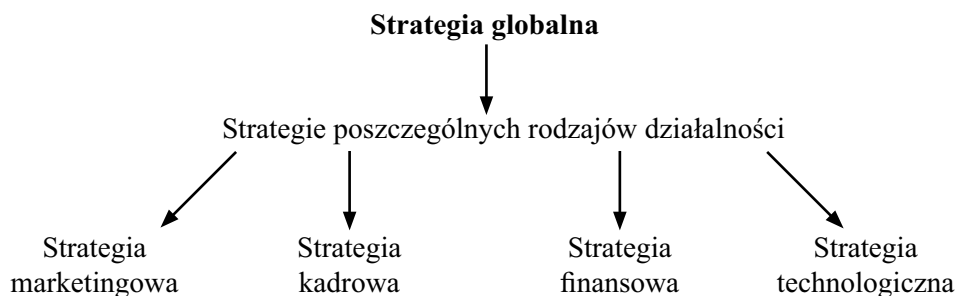 Strategia globalna
Strategie poszczególnych rodzajów działalności
Strategia marketingowa
Strategia kadrowa
Strategia finansowa
Strategia technologiczna